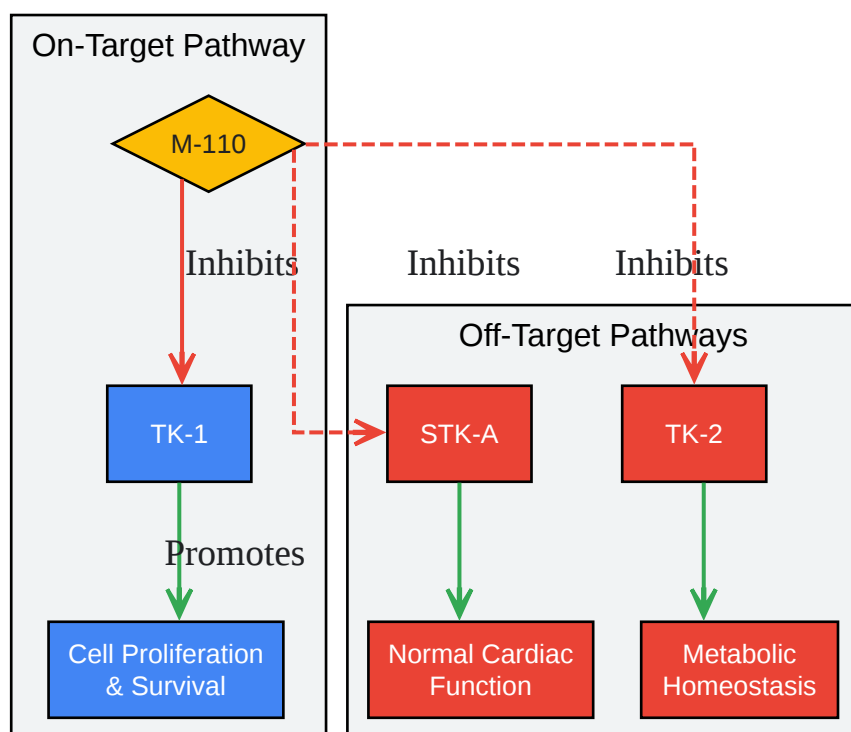 On-Target Pathway
M-110
Inhibits
Inhibits
Inhibits
Off-Target Pathways
TK-1
STK-A
TK-2
Promotes
Cell Proliferation
& Survival
Normal Cardiac
Function
Metabolic
Homeostasis